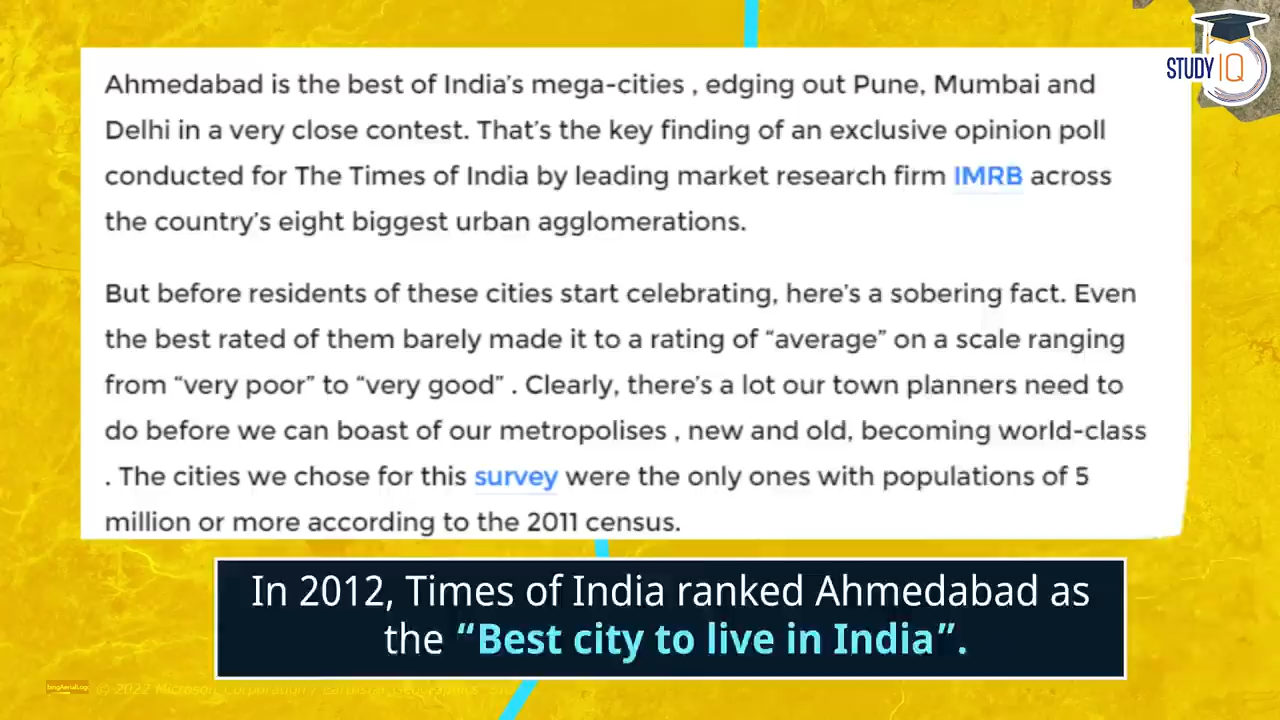 STUDY IQ
Ahmedabad is the best of India's mega-cities , edging out Pune, Mumbai and
Delhi in a very close contest. That's the key finding of an exclusive opinion poll
conducted for The Times of India by leading market research firm IMRB across
the country's eight biggest urban agglomerations.
But before residents of these cities start celebrating, here's a sobering fact. Even
the best rated of them barely made it to a rating of “average” on a scale ranging
from “very poor” to “very good” . Clearly, there's a lot our town planners need to
do before we can boast of our metropolises , new and old, becoming world-class
. The cities we chose for this survey were the only ones with populations of 5
million or more according to the 2011 census.
In 2012, Times of India ranked Ahmedabad as
the “Best city to live in India”.
© 2022 Microsoft Corporation / Earthstar Geographics